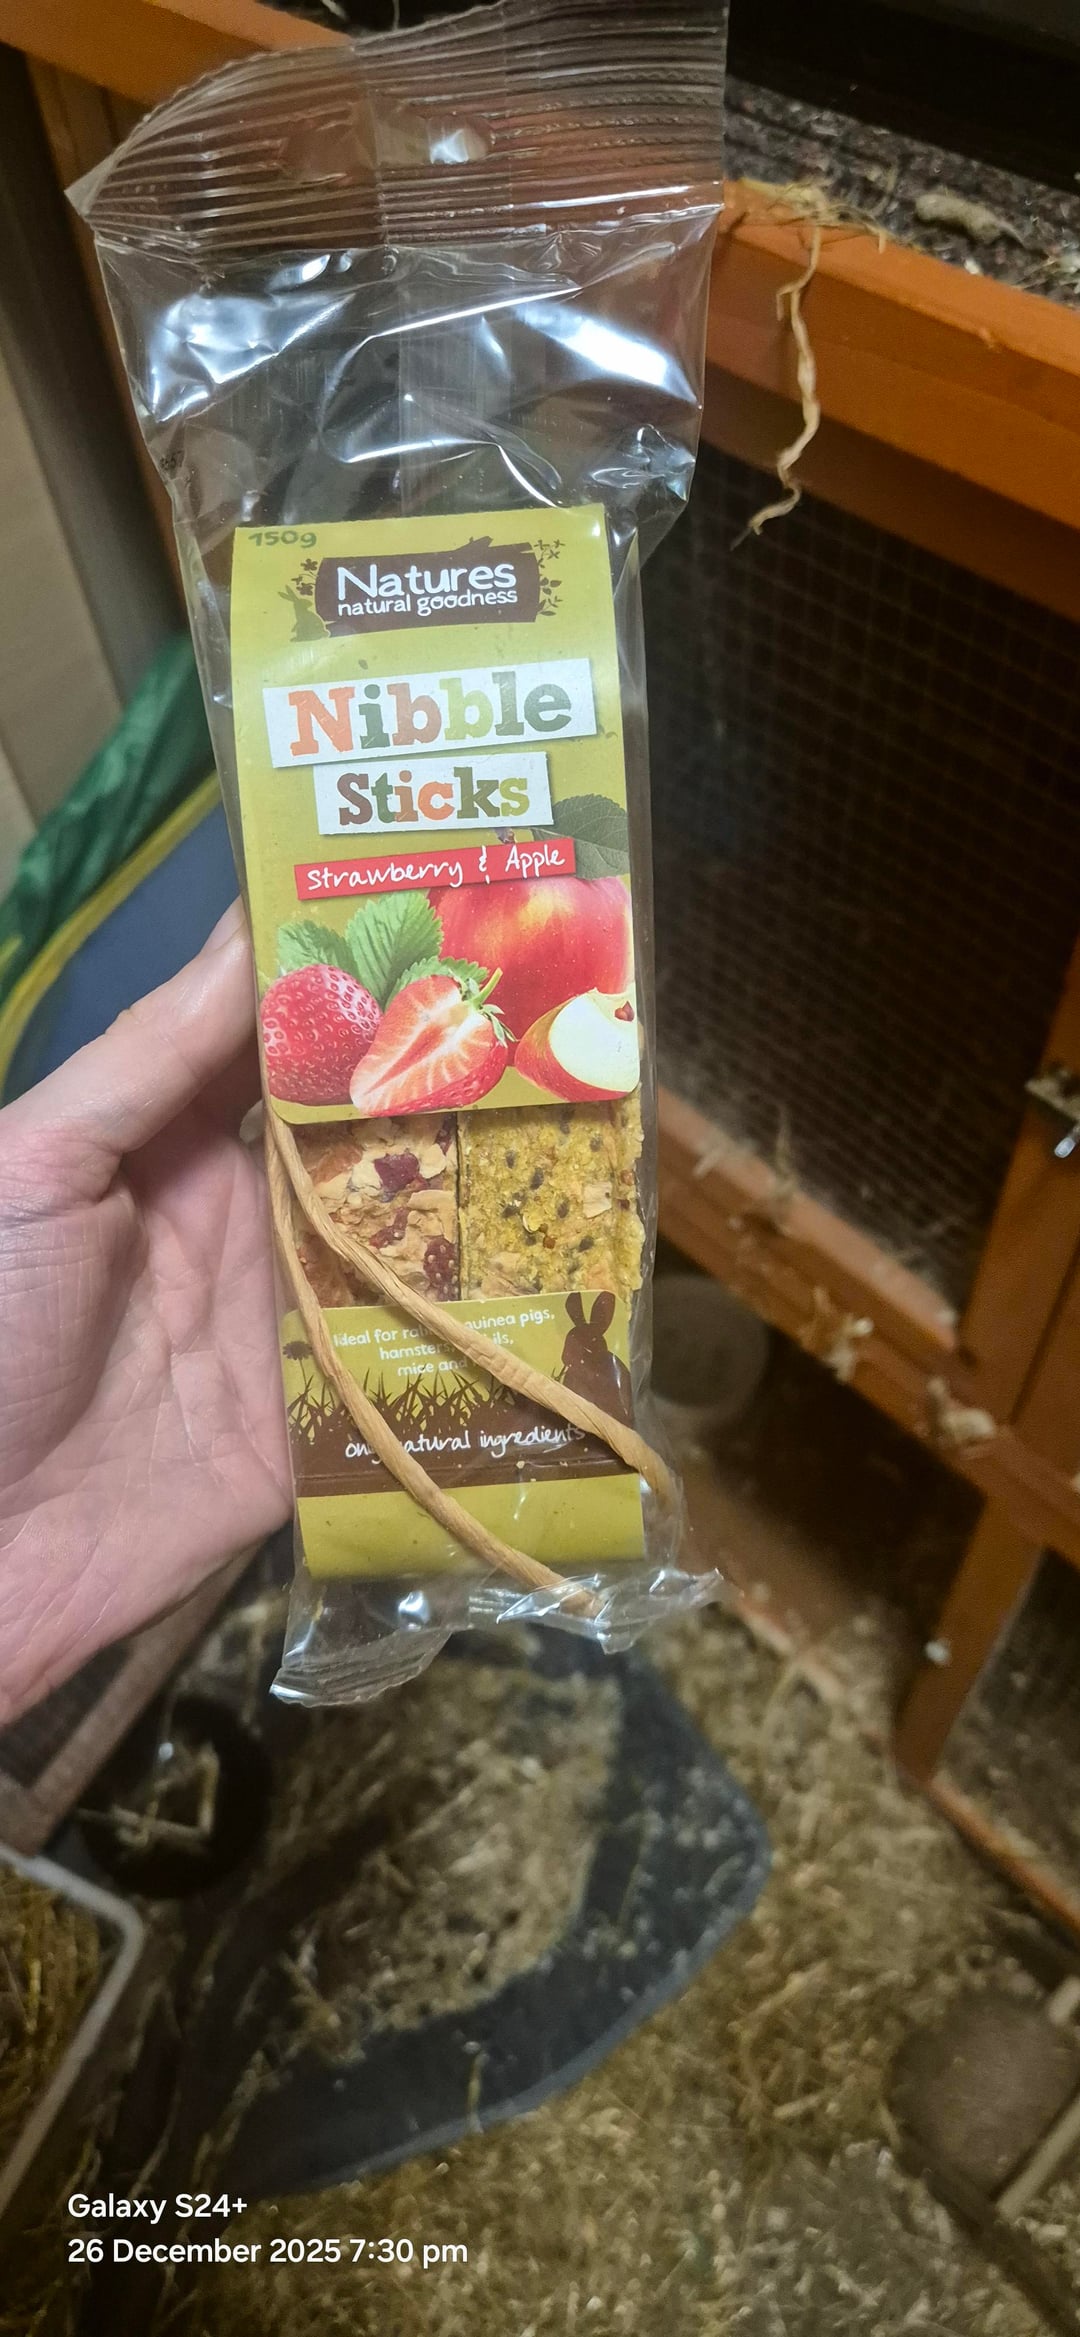 150g
Natures
natural goodness
Nibble
Sticks
Strawberry & Apple
Ideal for guinea pigs,
mice and
natural ingredients
Galaxy S24+
26 December 2025 7:30 pm